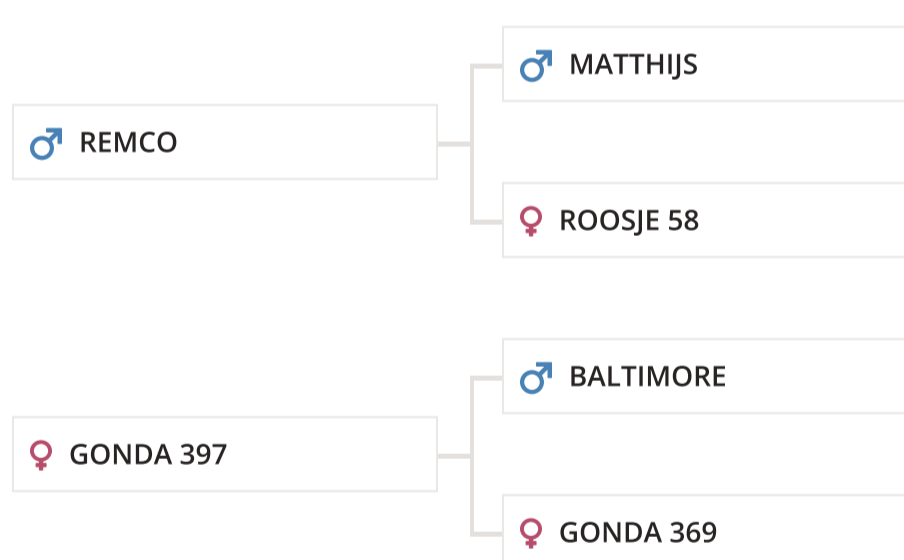 MATTHIJS
REMCO
ROOSJE 58
BALTIMORE
GONDA 397
GONDA 369